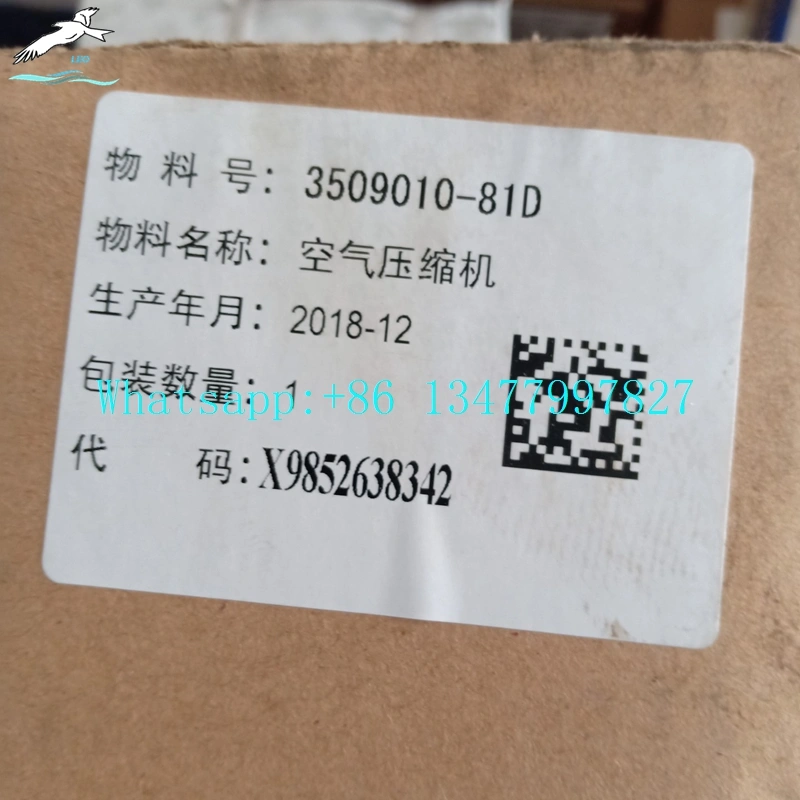 物 料 号: 3509010-81D
物料名称: 空气压缩机
生产年月: 2018-12
包装数量: 1
Whatsapp:+86 13477997827
代 码: X9852638342